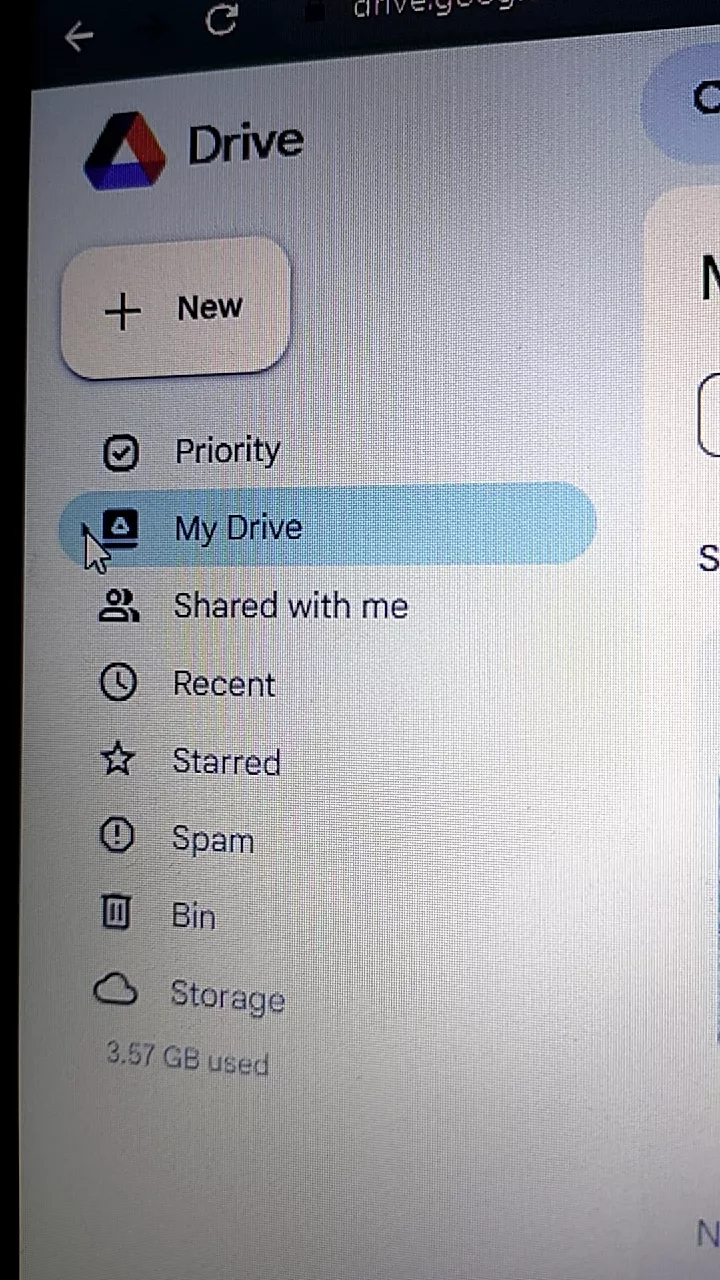 Drive
New
Priority
My Drive
Shared with me
Recent
Starred
Spam
Bin
Storage
3.57 GB used